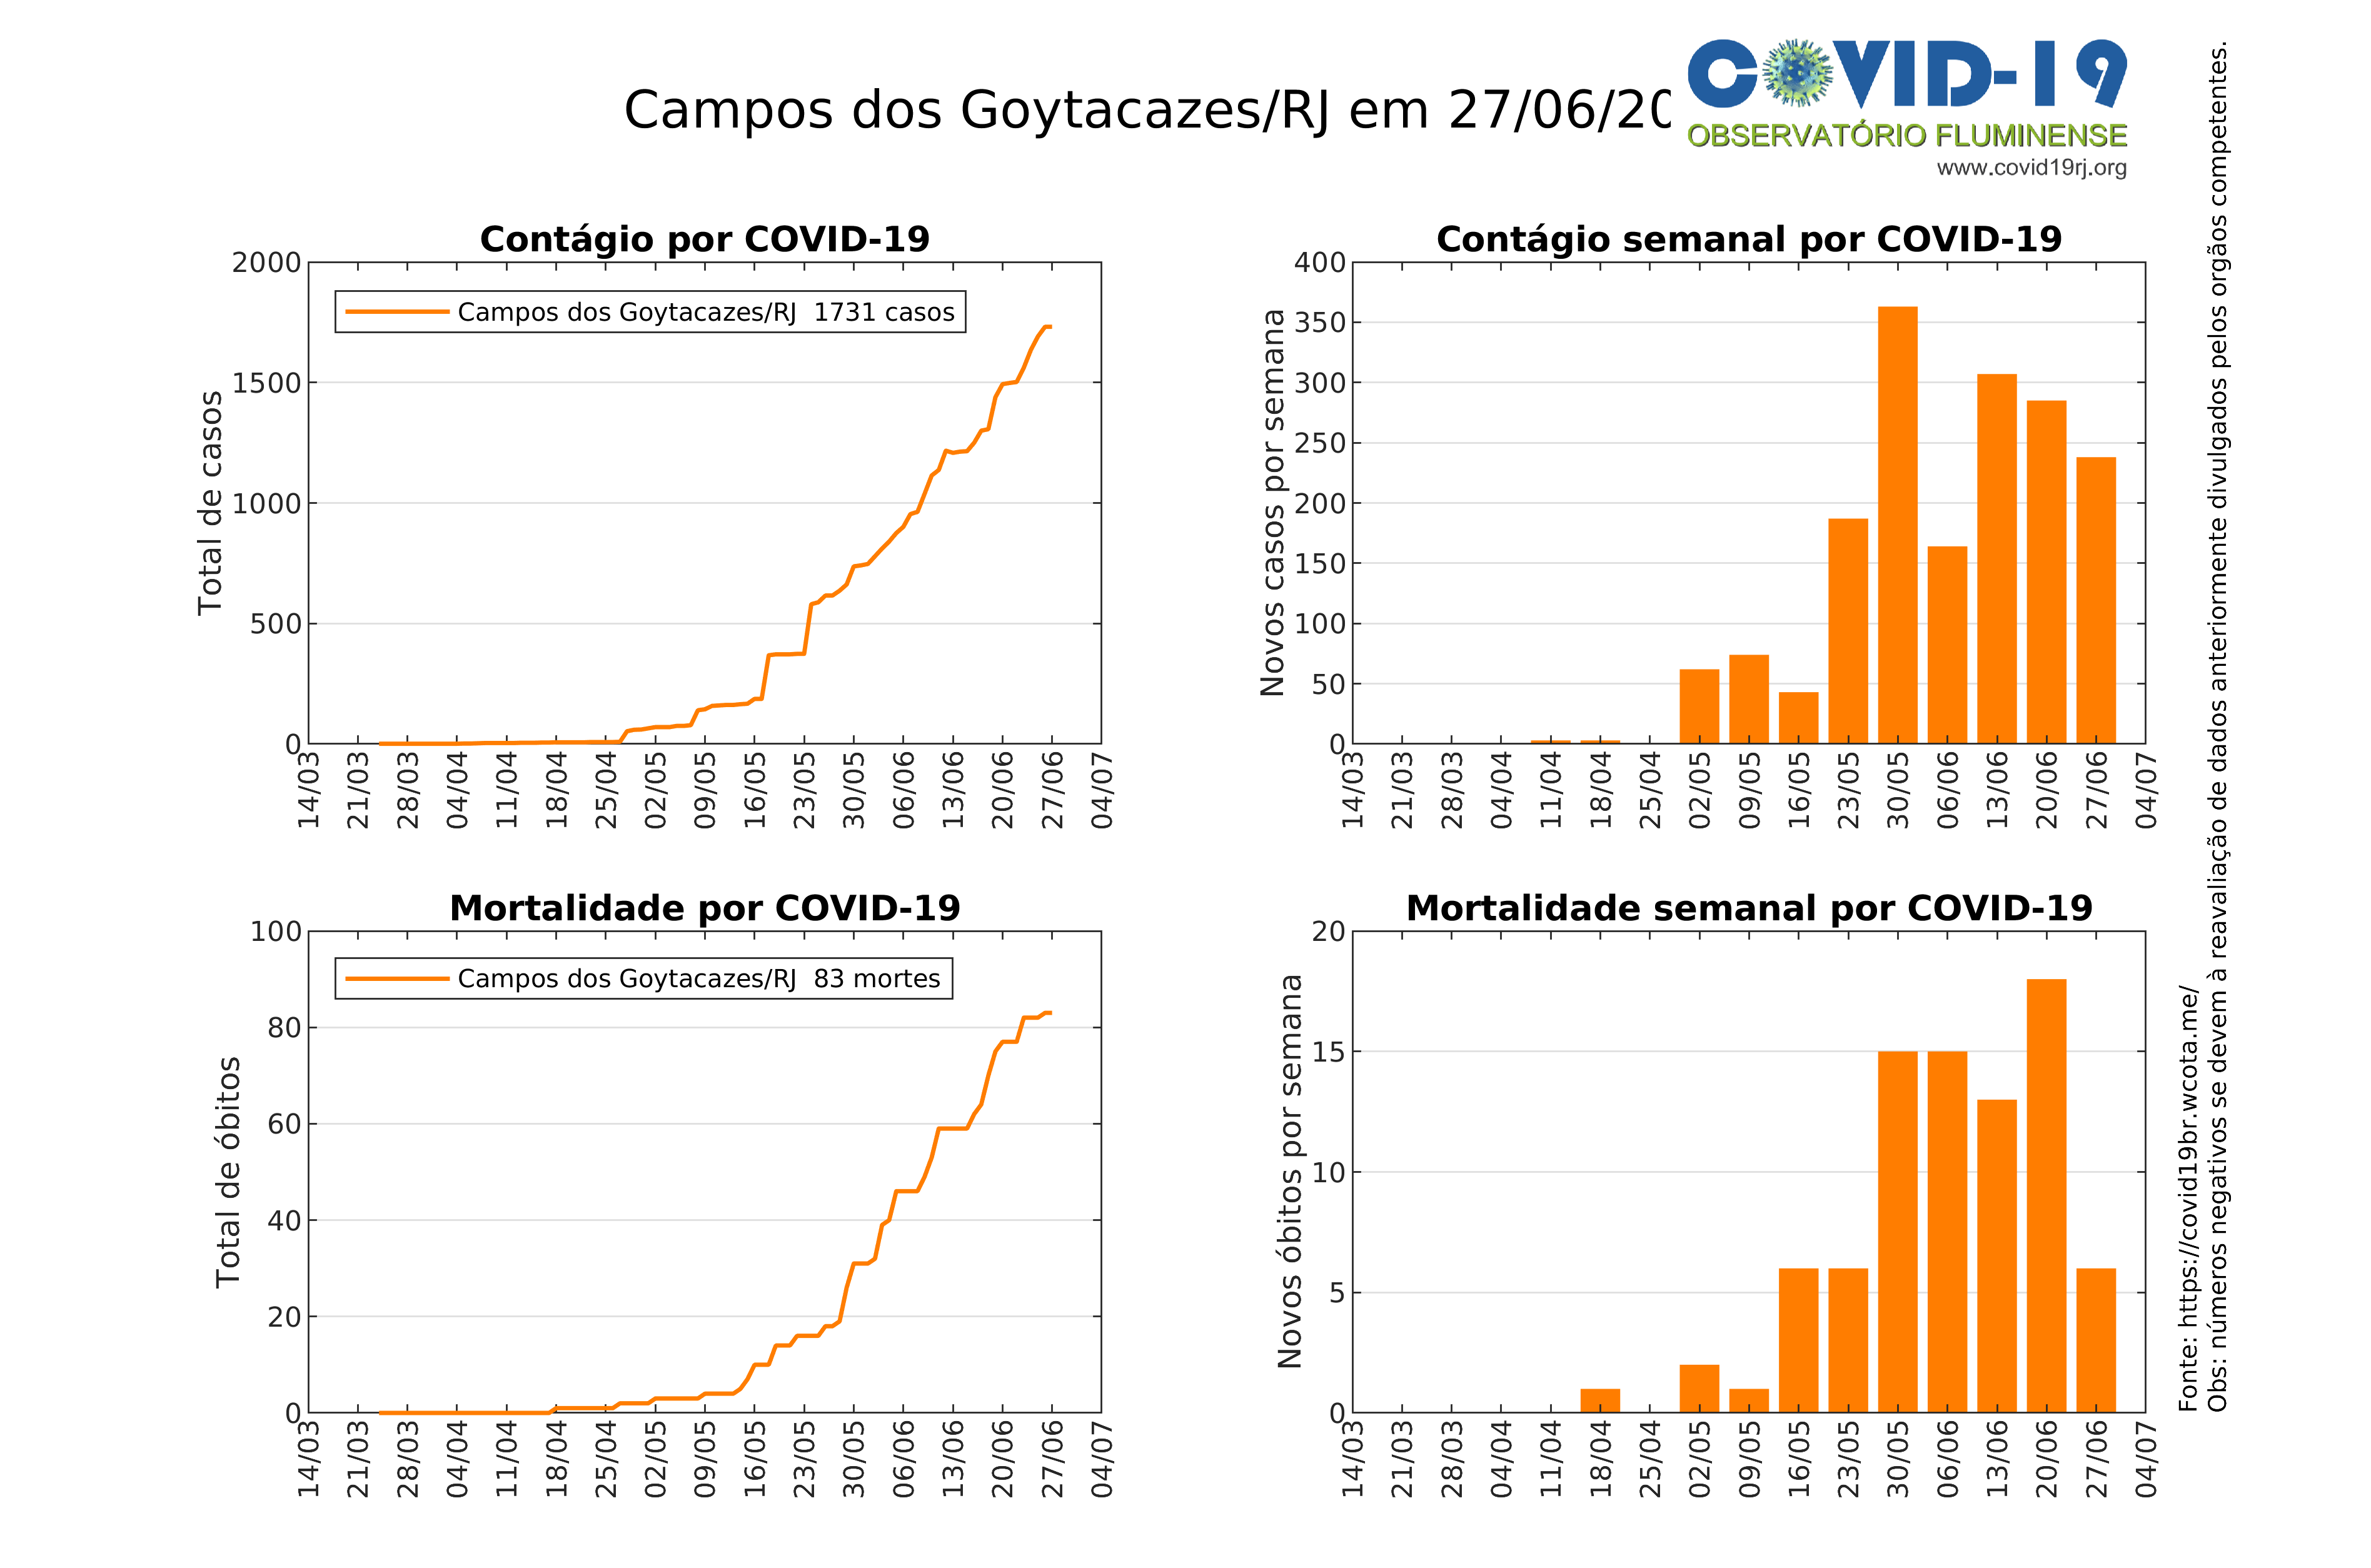 Campos dos Goytacazes/RJ em 27/06/20
COVID-19
OBSERVATÓRIO FLUMINENSE
www.covid19rj.org
Contágio por COVID-19
Total de casos
2000
1500
1000
500
0
Campos dos Goytacazes/RJ 1731 casos
14/03 21/03 28/03 04/04 11/04 18/04 25/04 02/05 09/05 16/05 23/05 30/05 06/06 13/06 20/06 27/06 04/07
Contágio semanal por COVID-19
Novos casos por semana
400
350
300
250
200
150
100
50
0
14/03 21/03 28/03 04/04 11/04 18/04 25/04 02/05 09/05 16/05 23/05 30/05 06/06 13/06 20/06 27/06 04/07
Mortalidade por COVID-19
Total de óbitos
100
80
60
40
20
0
Campos dos Goytacazes/RJ 83 mortes
14/03 21/03 28/03 04/04 11/04 18/04 25/04 02/05 09/05 16/05 23/05 30/05 06/06 13/06 20/06 27/06 04/07
Mortalidade semanal por COVID-19
Novos óbitos por semana
20
15
10
5
0
14/03 21/03 28/03 04/04 11/04 18/04 25/04 02/05 09/05 16/05 23/05 30/05 06/06 13/06 20/06 27/06 04/07
Fonte: https://covid19br.wcota.me/
Obs: números negativos se devem à reavaliação de dados anteriormente divulgados pelos orgãos competentes.